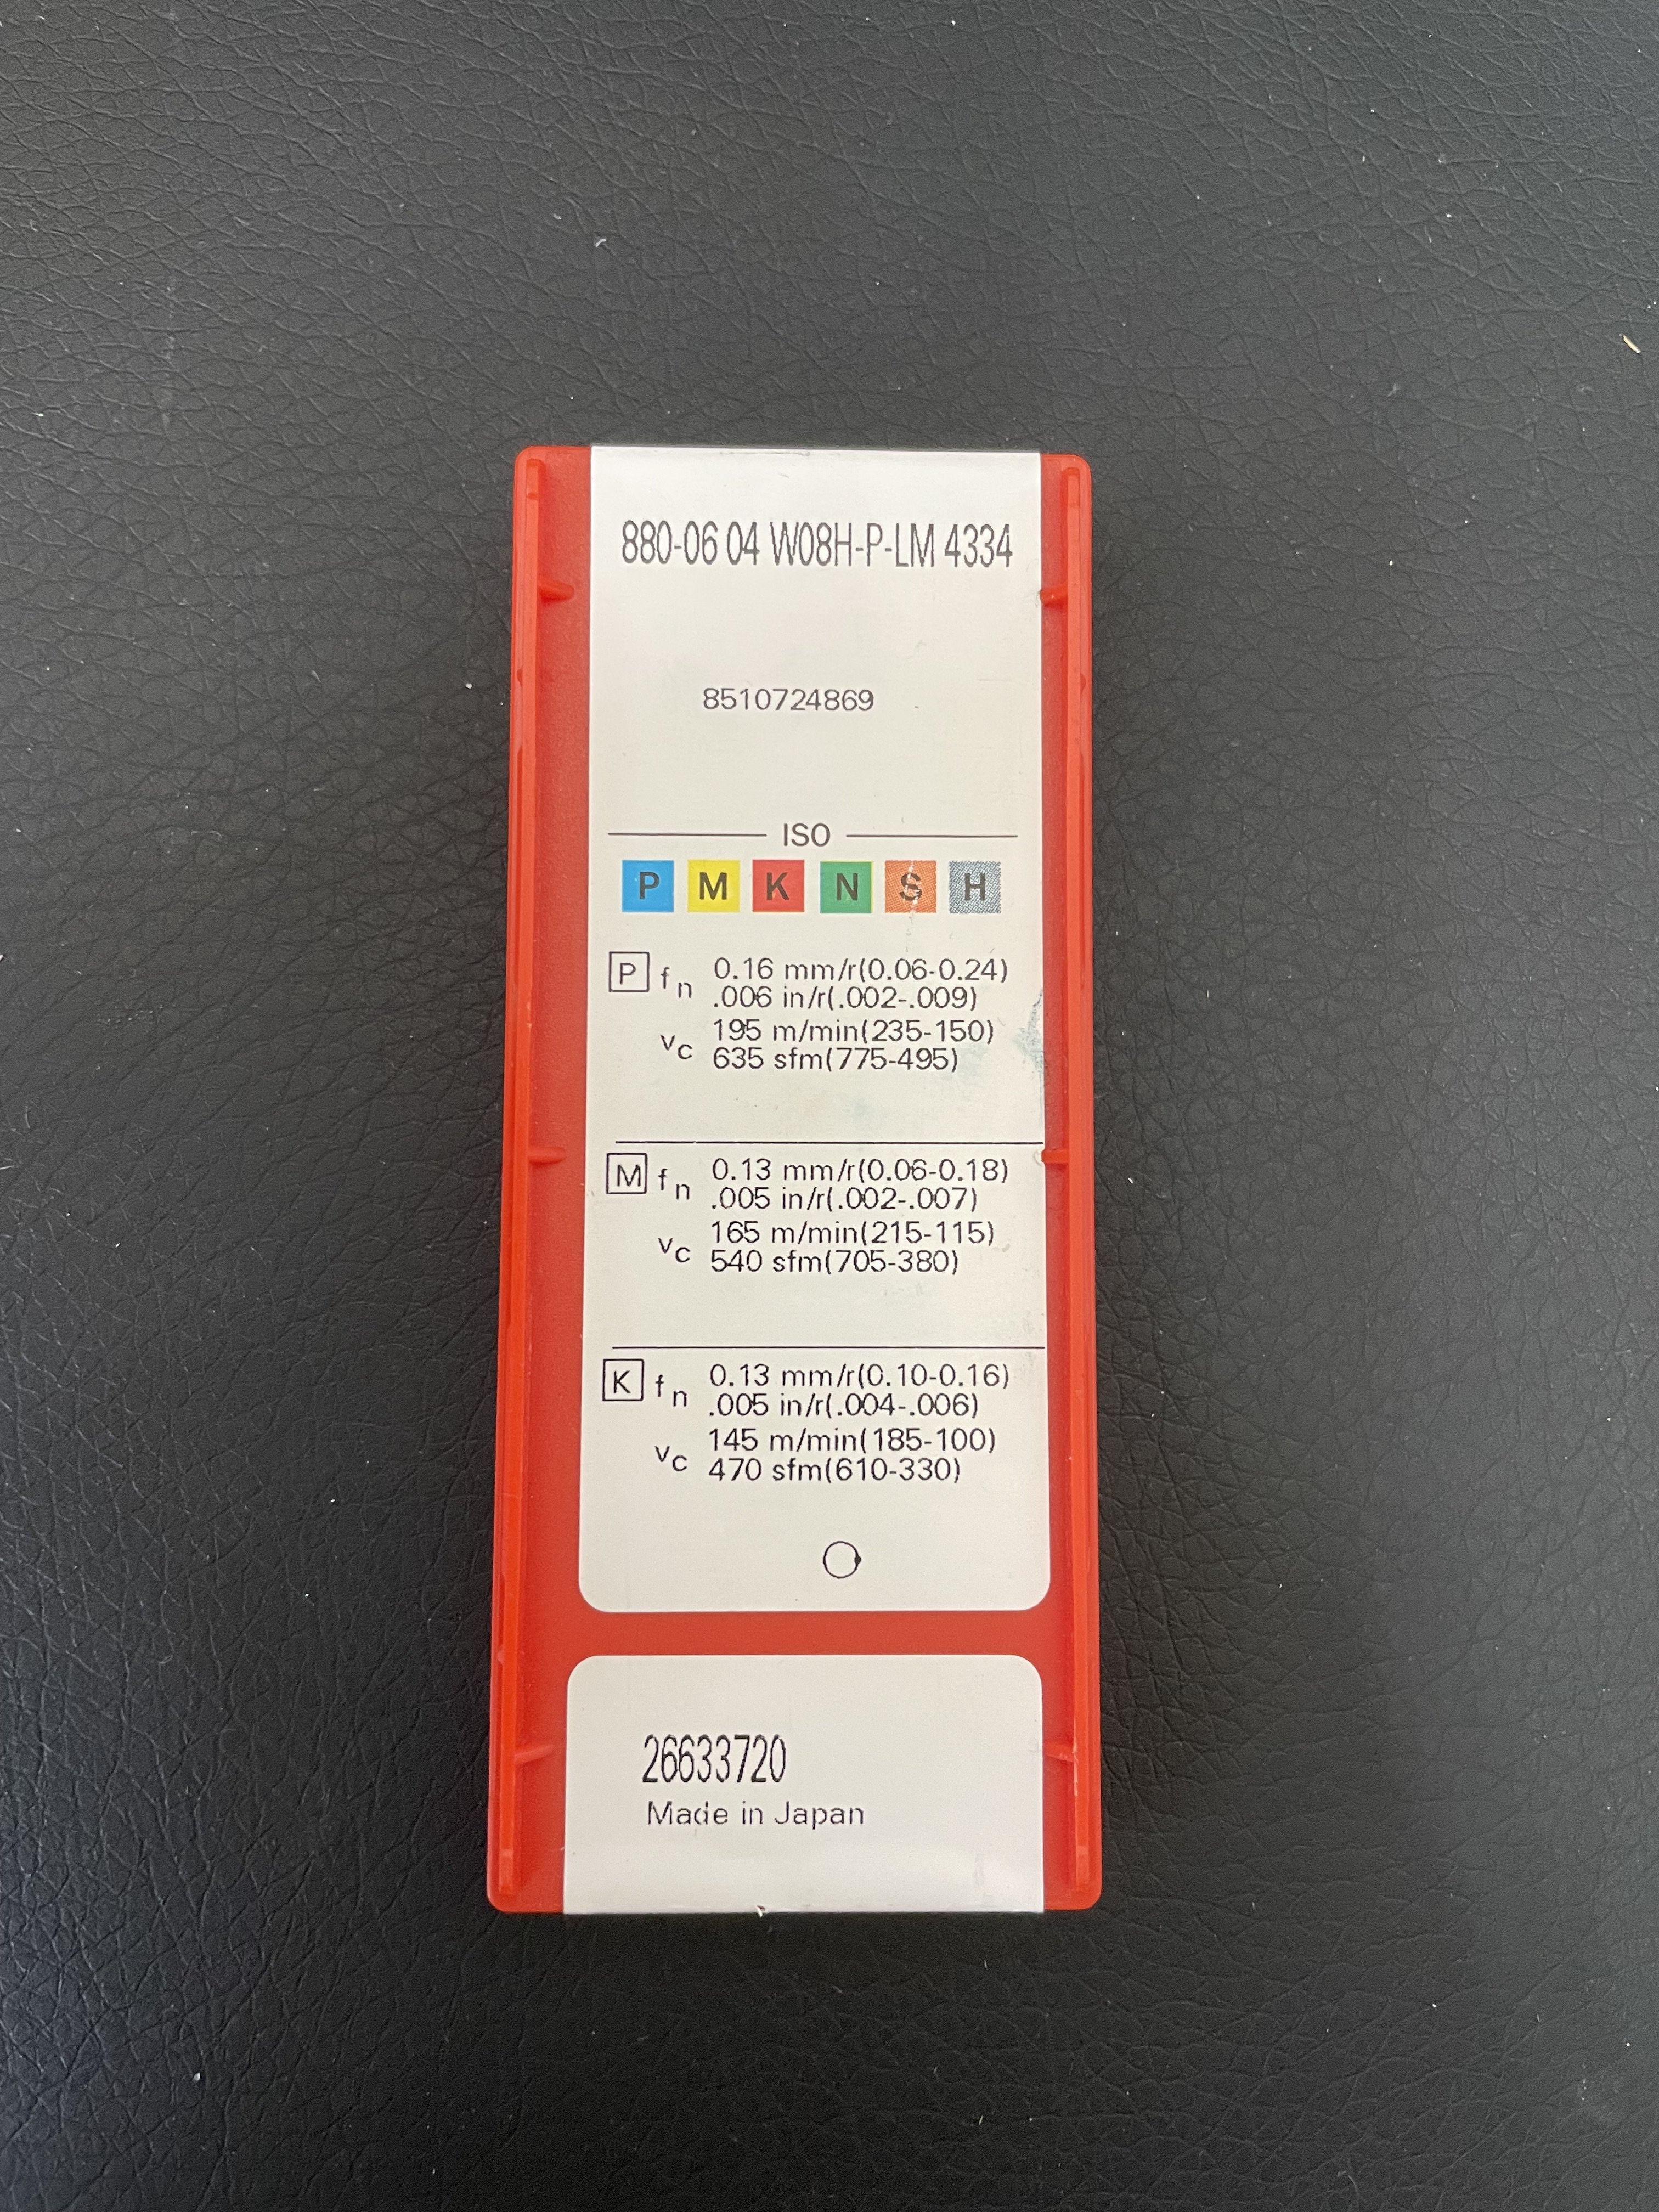 880-06 04 W08H-P-LM 4334
8510724869
ISO
P M K N S H
P fn 0.16 mm/r(0.06-0.24)
.006 in/r(.002-.009)
vc 195 m/min(235-150)
635 sfm(775-495)
M fn 0.13 mm/r(0.06-0.18)
.005 in/r(.002-.007)
vc 165 m/min(215-115)
540 sfm(705-380)
K fn 0.13 mm/r(0.10-0.16)
.005 in/r(.004-.006)
vc 145 m/min(185-100)
470 sfm(610-330)
26633720
Made in Japan